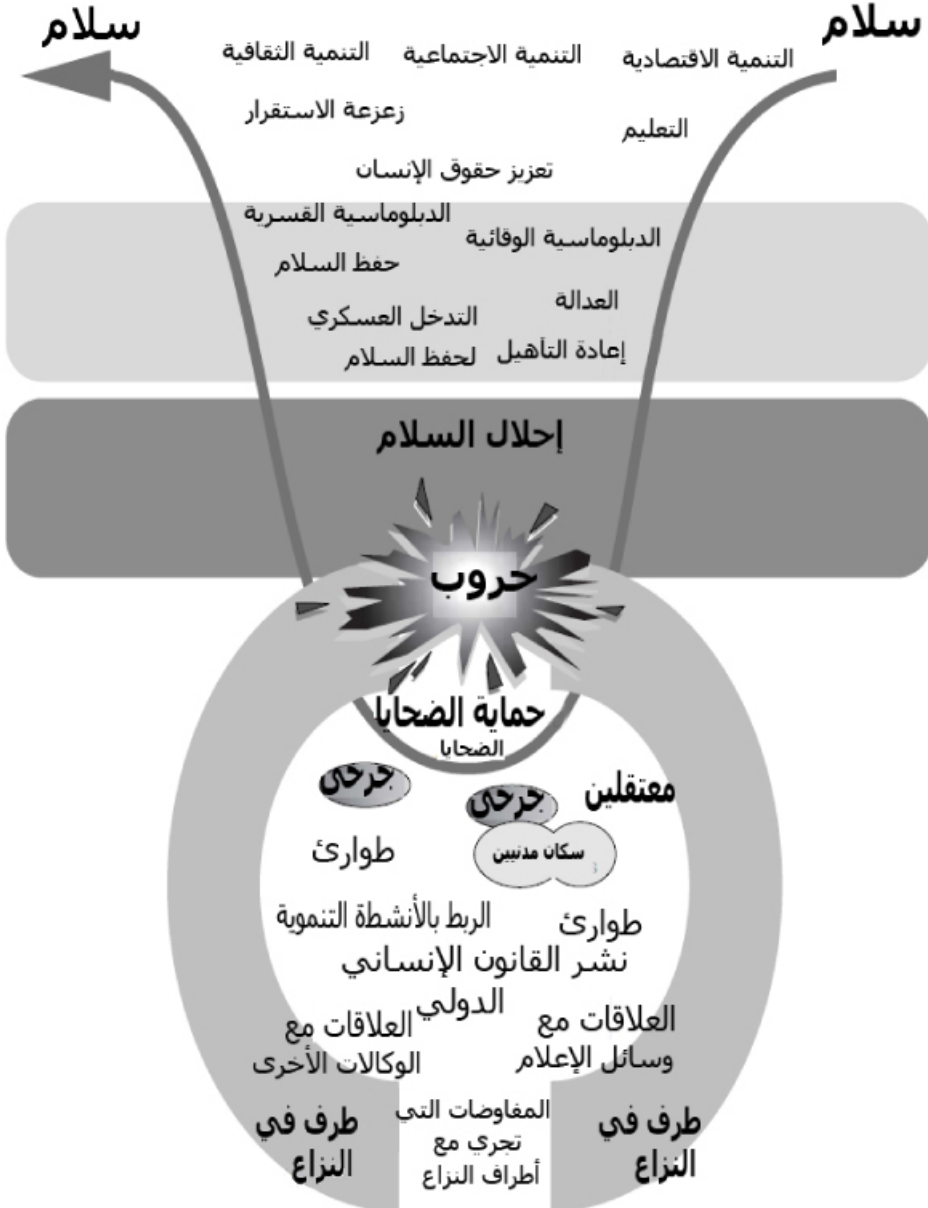 سلام
سلام
التنمية الاقتصادية
التنمية الاجتماعية
التنمية الثقافية
زعزعة الاستقرار
التعليم
تعزيز حقوق الإنسان
الدبلوماسية القسرية
الدبلوماسية الوقائية
حفظ السلام
العدالة
التدخل العسكري
لحفظ السلام
إعادة التأهيل
إحلال السلام
حروب
حماية الضحايا
الضحايا
جرحى
جرحى
معتقلين
سكان مدنيين
طوارئ
طوارئ
الربط بالأنشطة التنموية
نشر القانون الإنساني
الدولي
العلاقات مع
وسائل الإعلام
العلاقات مع
الوكالات الأخرى
طرف في
النزاع
المفاوضات التي
تجري مع
أطراف النزاع
طرف في
النزاع